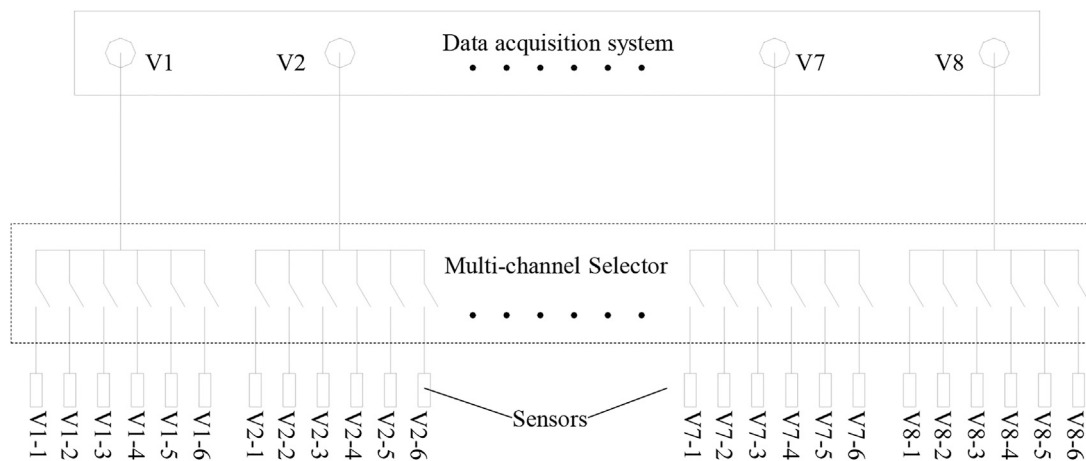 Data acquisition system
V1
V2
V7
V8
Multi-channel Selector
Sensors
V1-1
V1-2
V1-3
V1-4
V1-5
V1-6
V2-1
V2-2
V2-3
V2-4
V2-5
V2-6
V7-1
V7-2
V7-3
V7-4
V7-5
V7-6
V8-1
V8-2
V8-3
V8-4
V8-5
V8-6